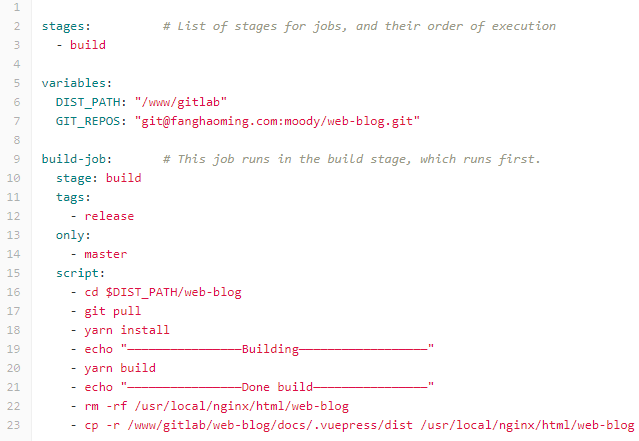 1
2 stages:          # List of stages for jobs, and their order of execution
3   - build
4
5 variables:
6   DIST_PATH: "/www/gitlab"
7   GIT_REPOS: "git@fanghaoming.com:moody/web-blog.git"
8
9 build-job:       # This job runs in the build stage, which runs first.
10   stage: build
11   tags:
12     - release
13   only:
14     - master
15   script:
16     - cd $DIST_PATH/web-blog
17     - git pull
18     - yarn install
19     - echo "————————————————Building——————————————————"
20     - yarn build
21     - echo "————————————————Done build————————————————"
22     - rm -rf /usr/local/nginx/html/web-blog
23     - cp -r /www/gitlab/web-blog/docs/.vuepress/dist /usr/local/nginx/html/web-blog